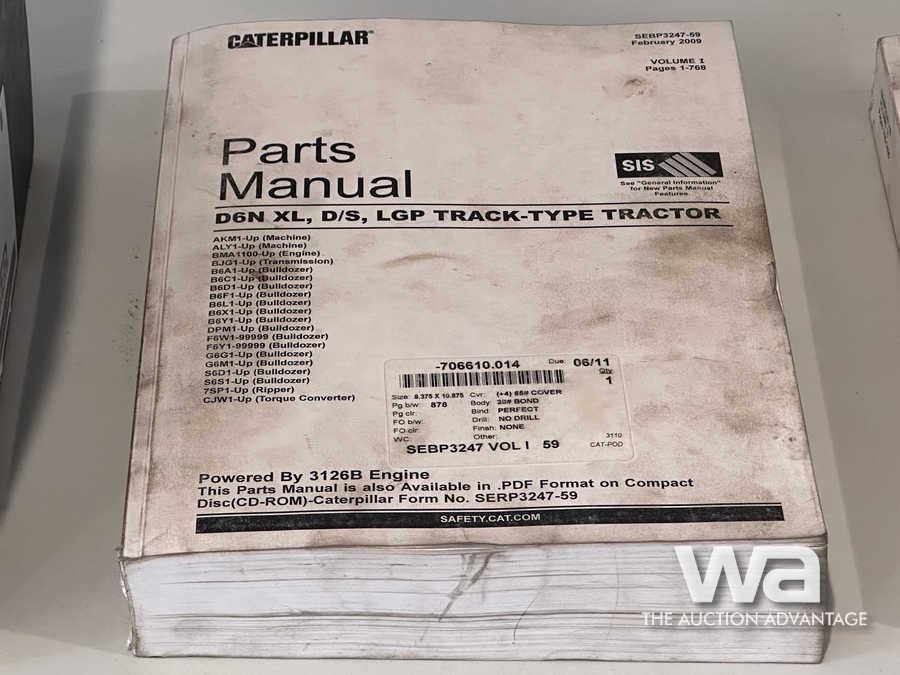 CATERPILLAR®
SEBP3247-59
February 2009
VOLUME I
Pages 1-768
Parts
Manual
SIS
See "General Information"
for New Parts Manual
Features.
D6N XL, D/S, LGP TRACK-TYPE TRACTOR
AKM1-Up (Machine)
ALY1-Up (Machine)
BMA1100-Up (Engine)
BJG1-Up (Transmission)
B6A1-Up (Bulldozer)
B6C1-Up (Bulldozer)
B6D1-Up (Bulldozer)
B6F1-Up (Bulldozer)
B6L1-Up (Bulldozer)
B6X1-Up (Bulldozer)
B6Y1-Up (Bulldozer)
DPM1-Up (Bulldozer)
F6W1-99999 (Bulldozer)
F6Y1-99999 (Bulldozer)
G6G1-Up (Bulldozer)
G6M1-Up (Bulldozer)
S6D1-Up (Bulldozer)
S6S1-Up (Bulldozer)
7SP1-Up (Ripper)
CJW1-Up (Torque Converter)
-706610.014 Due: 06/11
Qty
1
Size: 8.375 X 10.875 Cvr: (+4) 65# COVER
Pg b/w: 878 Body: 20# BOND
Pg clr: Bind: PERFECT
FO b/w: Drill: NO DRILL
FO clr: Finsh: NONE
WC: Other: 3110
SEBP3247 VOL I 59 CAT-POD
Powered By 3126B Engine
This Parts Manual is also Available in .PDF Format on Compact
Disc(CD-ROM)-Caterpillar Form No. SERP3247-59
SAFETY.CAT.COM
wa
THE AUCTION ADVANTAGE